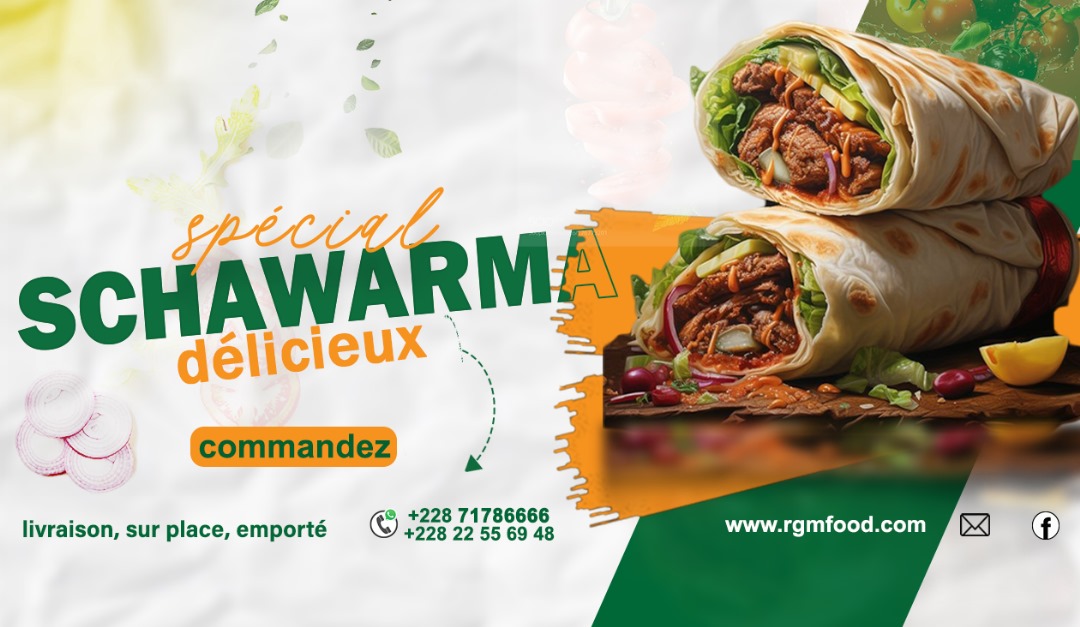 spécial
SCHAWARMA
délicieux
commandez
livraison, sur place, emporté
+228 71786666
+228 22 55 69 48
www.rgmfood.com